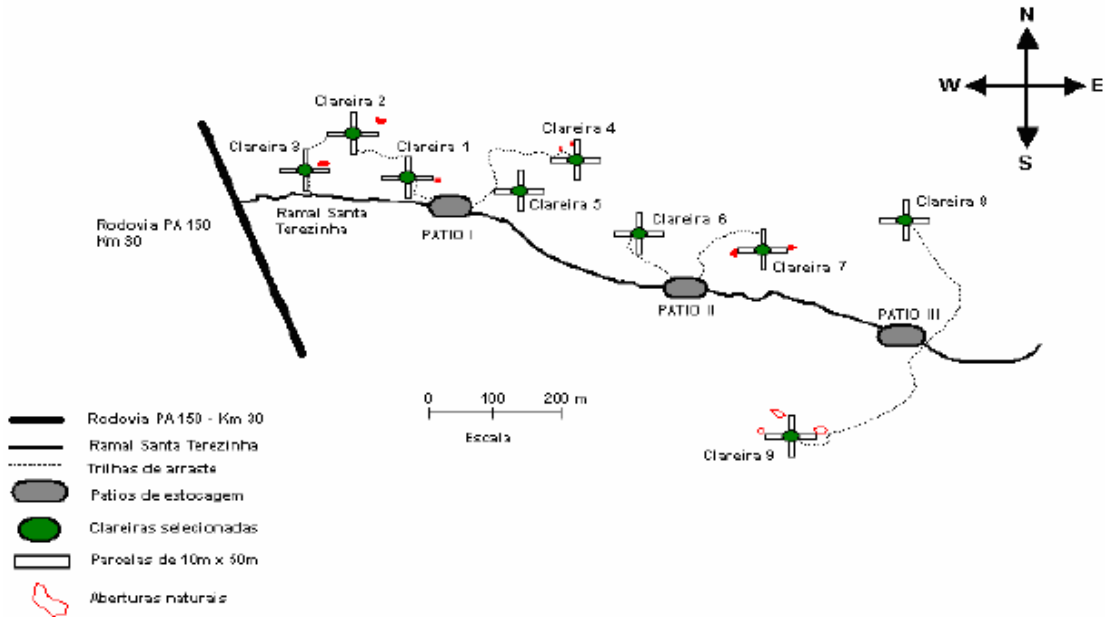 N
W
E
S
Clareira 2
Clareira 3
Clareira 1
Clareira 4
Clareira 5
Rodovia PA 150
Km 30
Ramal Santa
Terezinha
PATIO I
Clareira 6
Clareira 7
Clareira 8
PATIO II
PATIO III
0 100 200 m
Escala
Clareira 9
Rodovia PA 150 - Km 30
Ramal Santa Terezinha
Trilhas de arraste
Patios de estocagem
Clareiras selecionadas
Parcelas de 10m x 50m
Aberturas naturais